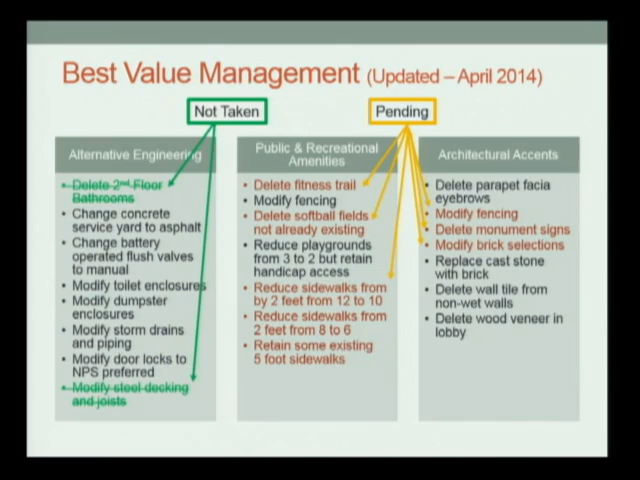 Best Value Management (Updated – April 2014)
Not Taken
Pending
Alternative Engineering
• Delete 2nd Floor
Bathrooms
• Change concrete
service yard to asphalt
• Change battery
operated flush valves
to manual
• Modify toilet enclosures
• Modify dumpster
enclosures
• Modify storm drains
and piping
• Modify door locks to
NPS preferred
• Modify steel decking
and joists
Public & Recreational
Amenities
• Delete fitness trail
• Modify fencing
• Delete softball fields
not already existing
• Reduce playgrounds
from 3 to 2 but retain
handicap access
• Reduce sidewalks from
by 2 feet from 12 to 10
• Reduce sidewalks from
2 feet from 8 to 6
• Retain some existing
5 foot sidewalks
Architectural Accents
• Delete parapet facia
eyebrows
• Modify fencing
• Delete monument signs
• Modify brick selections
• Replace cast stone
with brick
• Delete wall tile from
non-wet walls
• Delete wood veneer in
lobby